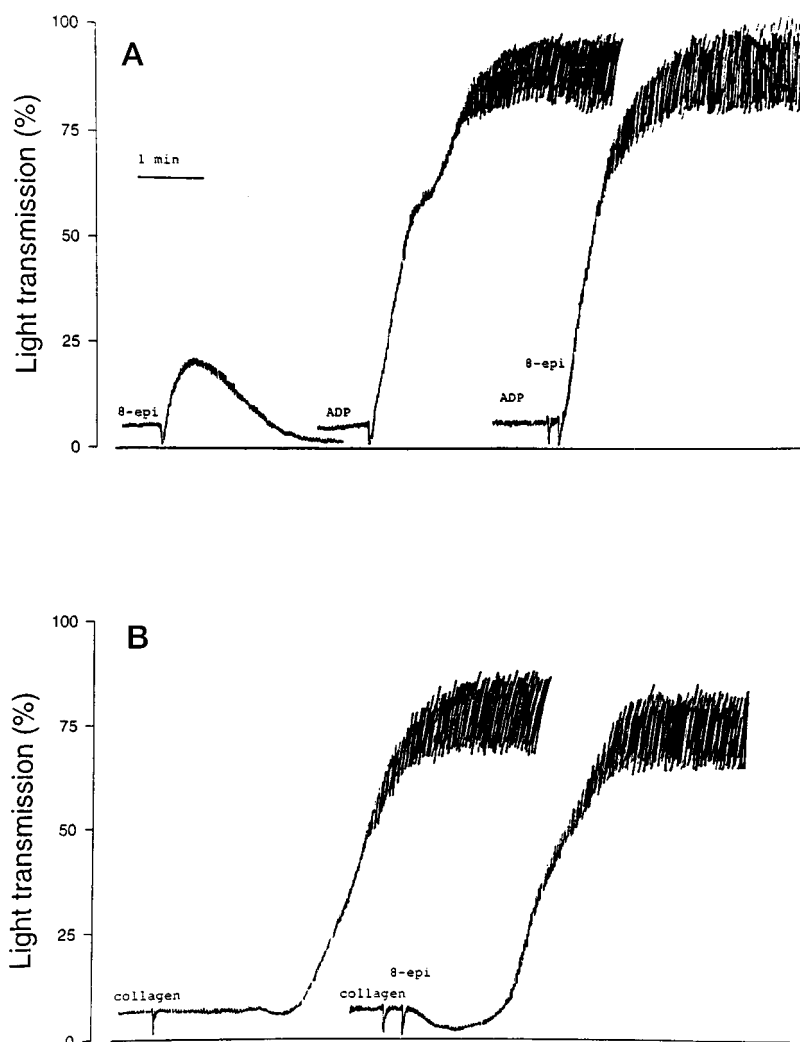 100
A
75
1 min
50
25
8-epi
8-epi
ADP
ADP
0
Light transmission (%)
100
B
75
50
25
8-epi
collagen
collagen
0
Light transmission (%)